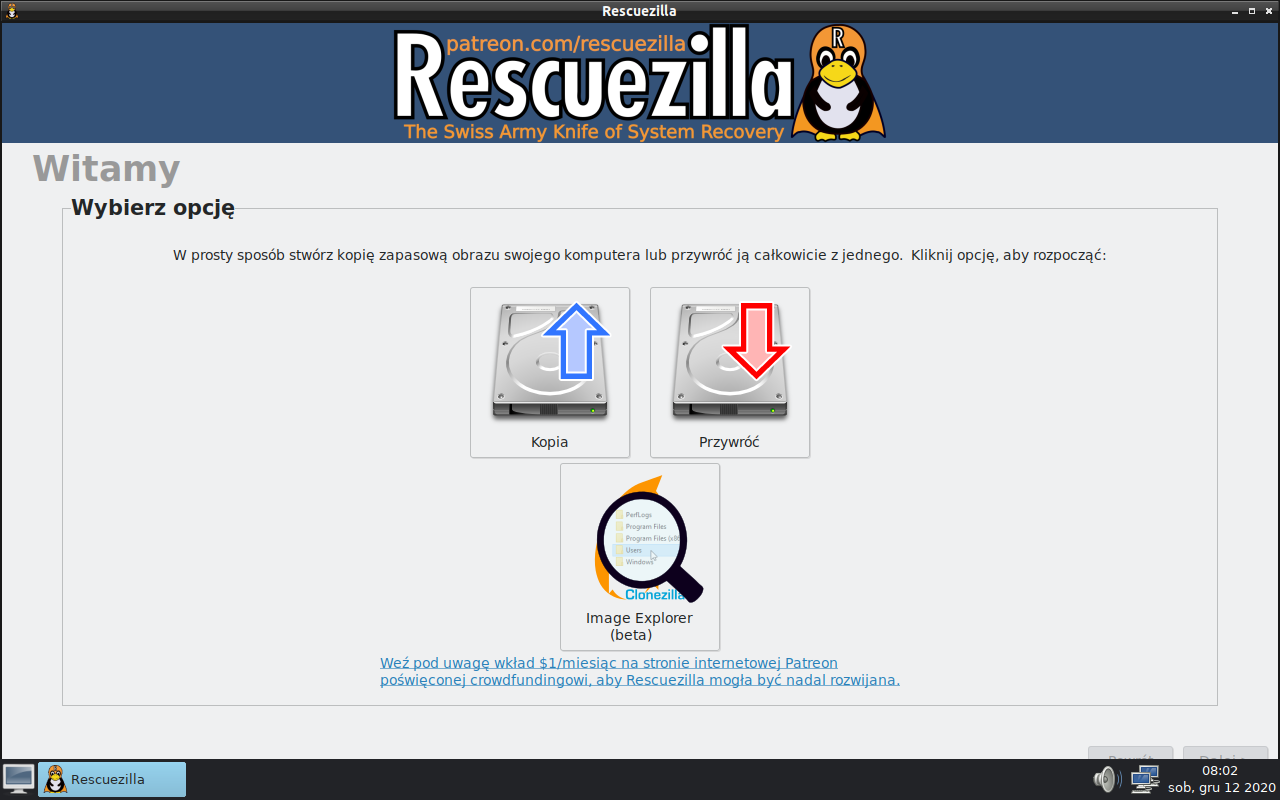 Rescuezilla
patreon.com/rescuezilla
R
Rescuezilla
The Swiss Army Knife of System Recovery
Witamy
Wybierz opcję
W prosty sposób stwórz kopię zapasową obrazu swojego komputera lub przywróć ją całkowicie z jednego. Kliknij opcję, aby rozpocząć:
Kopia
Przywróć
PerfLogs
Program Files
Program Files (x86
Users
Windows
Clonezilla
Image Explorer
(beta)
Weź pod uwagę wkład $1/miesiąc na stronie internetowej Patreon
poświęconej crowdfundingowi, aby Rescuezilla mogła być nadal rozwijana.
Rescuezilla
08:02
sob, gru 12 2020